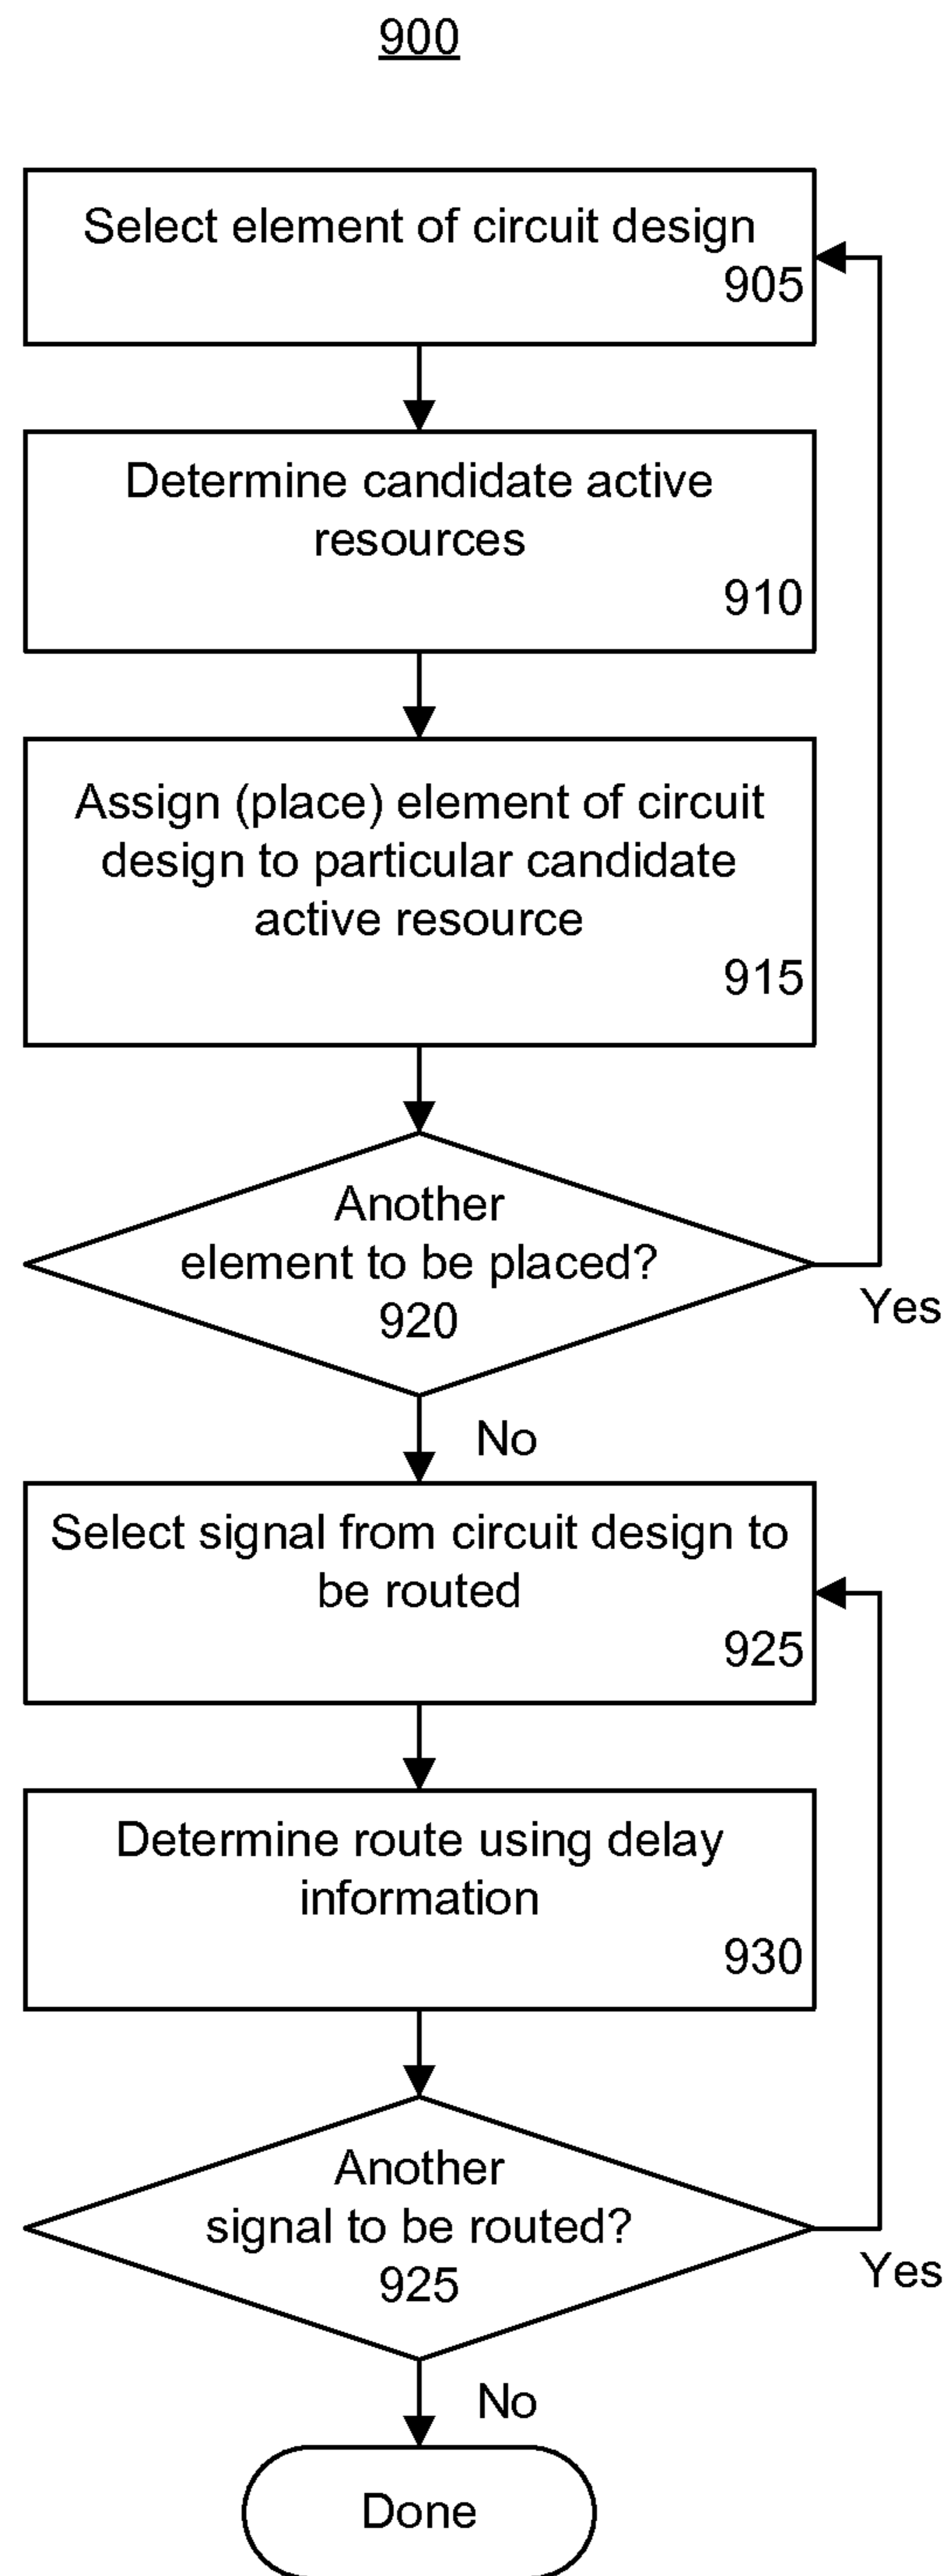 900
Select element of circuit design
905
Determine candidate active
resources
910
Assign (place) element of circuit
design to particular candidate
active resource
915
Another
element to be placed?
920
Yes
No
Select signal from circuit design to
be routed
925
Determine route using delay
information
930
Another
signal to be routed?
925
Yes
No
Done